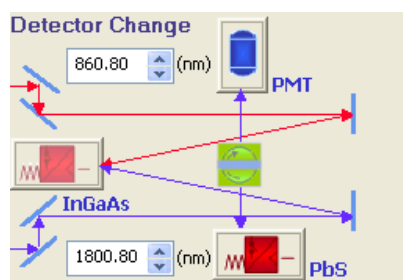 Detector Change
860.80 (nm)
PMT
InGaAs
1800.80 (nm)
PbS